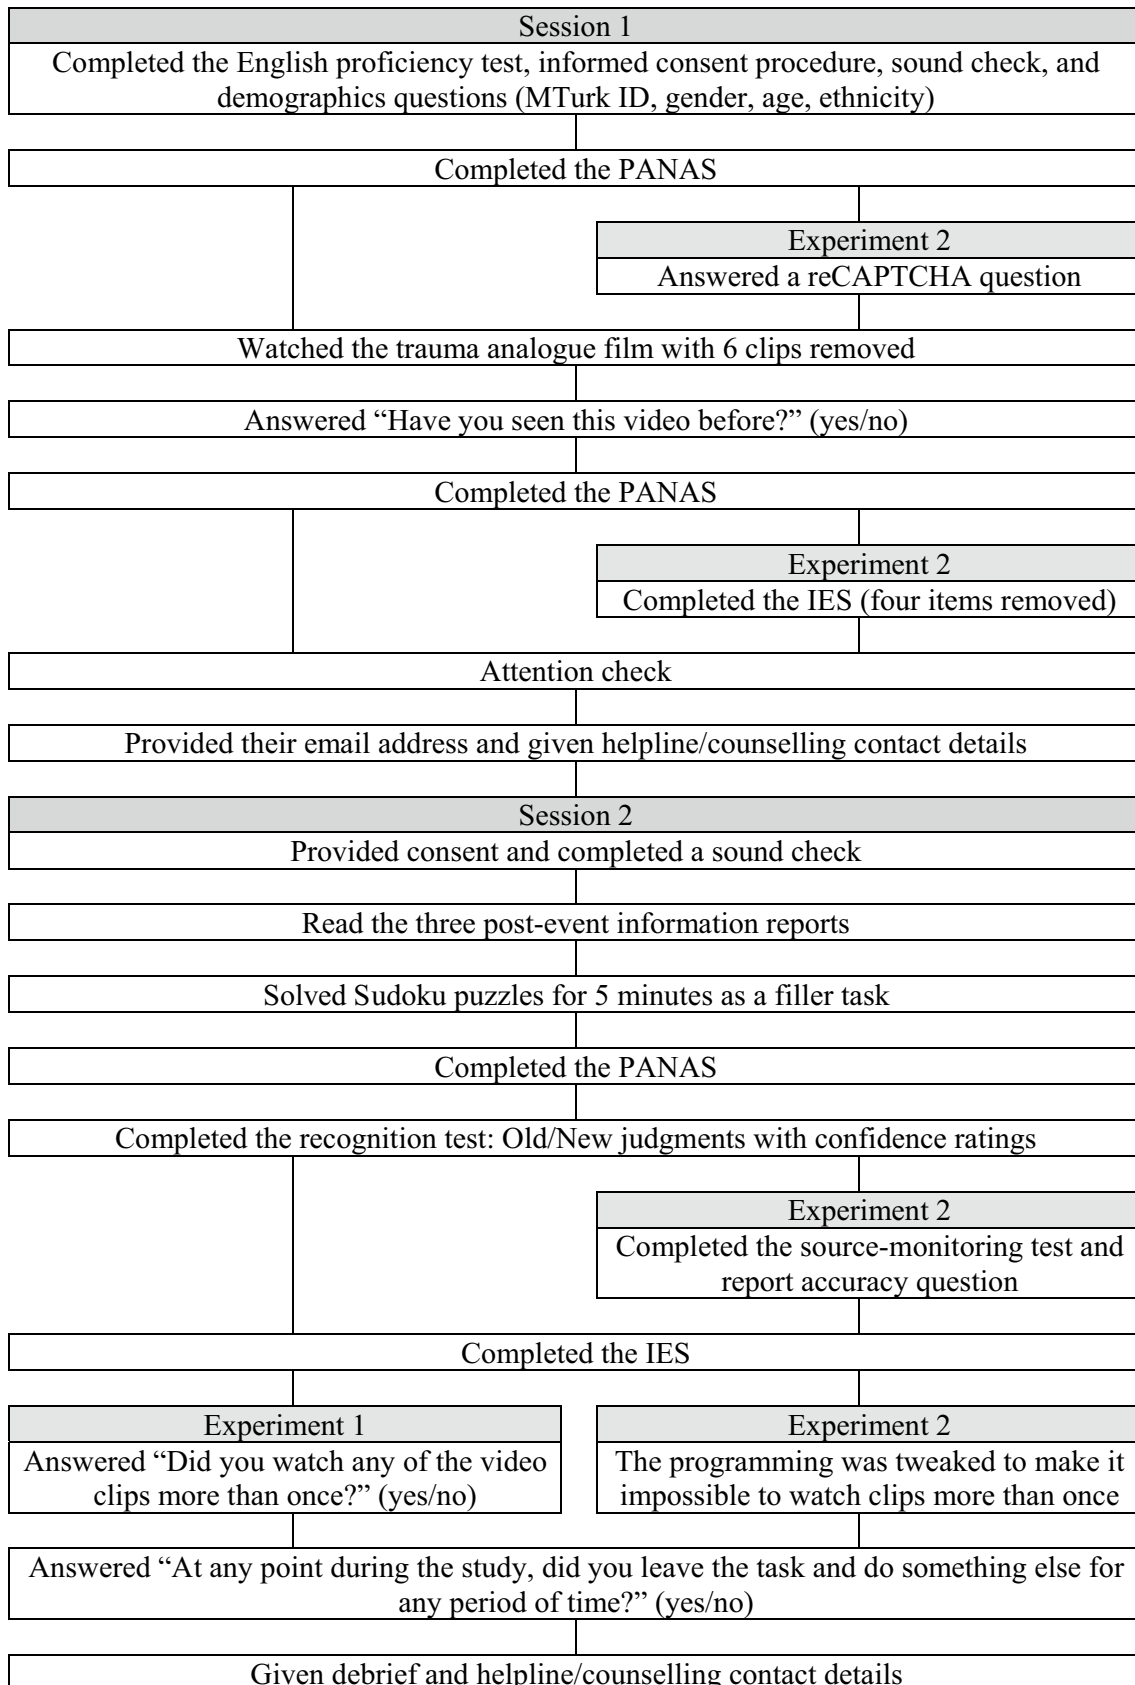 Session 1
Completed the English proficiency test, informed consent procedure, sound check, and
demographics questions (MTurk ID, gender, age, ethnicity)
Completed the PANAS
Experiment 2
Answered a reCAPTCHA question
Watched the trauma analogue film with 6 clips removed
Answered “Have you seen this video before?” (yes/no)
Completed the PANAS
Experiment 2
Completed the IES (four items removed)
Attention check
Provided their email address and given helpline/counselling contact details
Session 2
Provided consent and completed a sound check
Read the three post-event information reports
Solved Sudoku puzzles for 5 minutes as a filler task
Completed the PANAS
Completed the recognition test: Old/New judgments with confidence ratings
Experiment 2
Completed the source-monitoring test and
report accuracy question
Completed the IES
Experiment 1
Answered “Did you watch any of the video
clips more than once?” (yes/no)
Experiment 2
The programming was tweaked to make it
impossible to watch clips more than once
Answered “At any point during the study, did you leave the task and do something else for
any period of time?” (yes/no)
Given debrief and helpline/counselling contact details